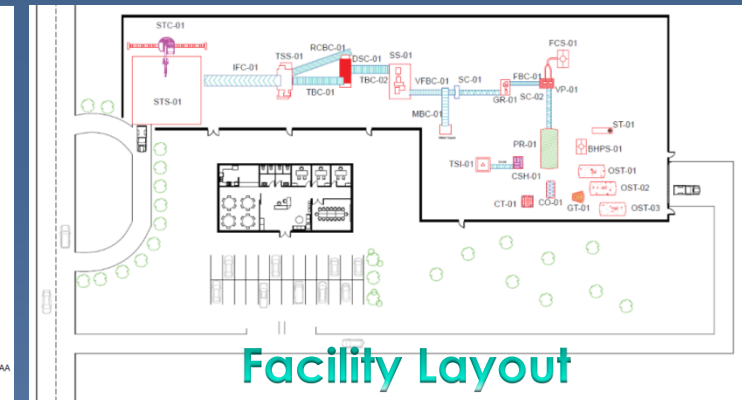 STC-01
FCS-01
RCBC-01
TSS-01
DSC-01
SS-01
IFC-01
TBC-02
VFBC-01
SC-01
FBC-01
VP-01
TBC-01
GR-01
SC-02
STS-01
MBC-01
ST-01
PR-01
BHPS-01
TSI-01
CSH-01
OST-01
OST-02
CT-01
CO-01
GT-01
OST-03
AA
Facility Layout